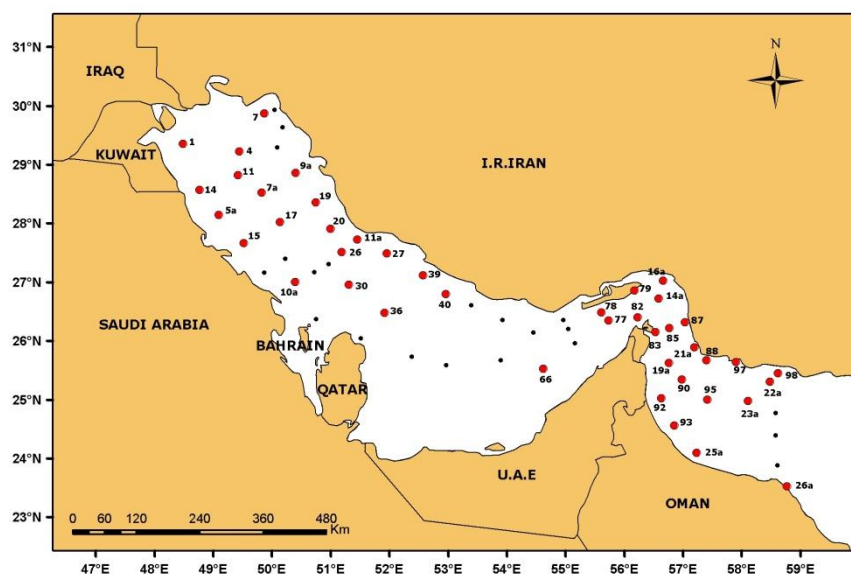 N
31°N
IRAQ
30°N
7
1
4
29°N
KUWAIT
9a
I.R.IRAN
11
14
7a
19
5a
17
28°N
20
15
11a
26
27
27°N
39
16a
10a
30
40
79
14a
78
82
36
77
87
SAUDI ARABIA
26°N
BAHRAIN
83
85
21a
88
66
19a
97
98
QATAR
90
22a
25°N
92
95
23a
93
24°N
25a
U.A.E
26a
OMAN
23°N
0 60 120 240 360 480
Km
47°E 48°E 49°E 50°E 51°E 52°E 53°E 54°E 55°E 56°E 57°E 58°E 59°E